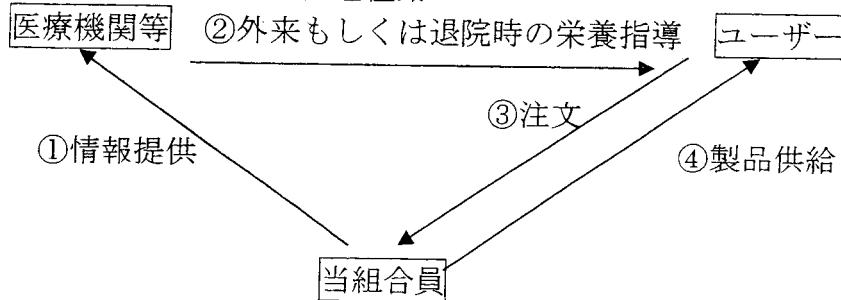 医療機関等
②外来もしくは退院時の栄養指導
ユーザー
③注文
①情報提供
④製品供給
当組合員